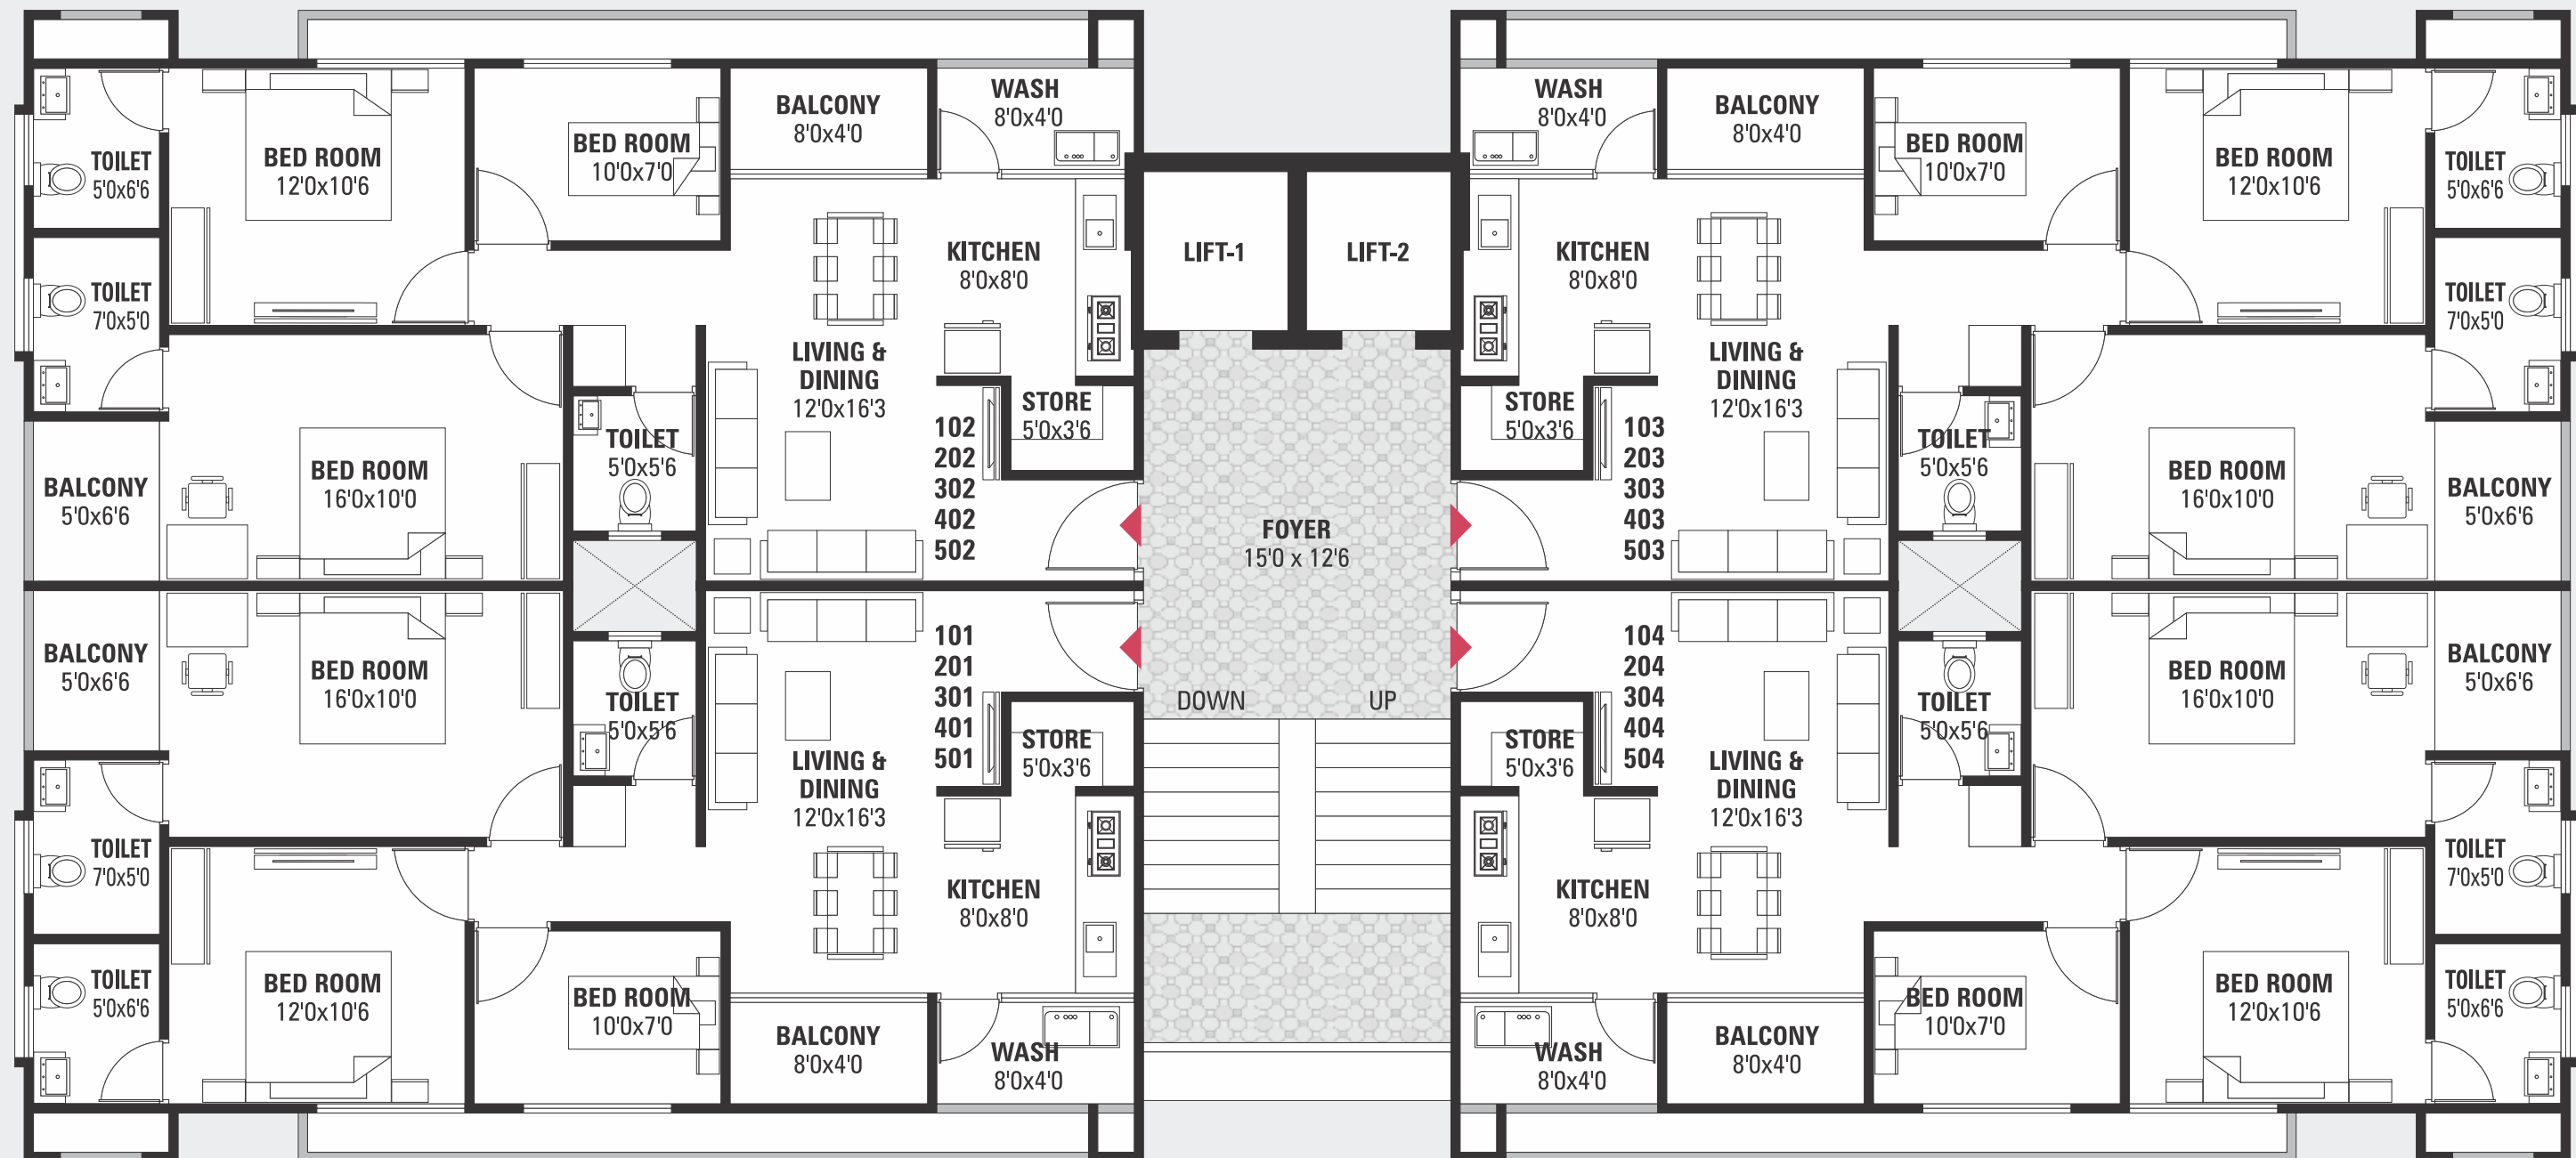 TOILET
5'0x6'6
BED ROOM
12'0x10'6
BED ROOM
10'0x7'0
BALCONY
8'0x4'0
WASH
8'0x4'0
TOILET
7'0x5'0
KITCHEN
8'0x8'0
LIVING &
DINING
12'0x16'3
STORE
5'0x3'6
102
202
302
402
502
TOILET
5'0x5'6
BED ROOM
16'0x10'0
BALCONY
5'0x6'6
LIFT-1
LIFT-2
FOYER
15'0 x 12'6
DOWN
UP
WASH
8'0x4'0
BALCONY
8'0x4'0
BED ROOM
10'0x7'0
BED ROOM
12'0x10'6
TOILET
5'0x6'6
KITCHEN
8'0x8'0
TOILET
7'0x5'0
LIVING &
DINING
12'0x16'3
STORE
5'0x3'6
103
203
303
403
503
TOILET
5'0x5'6
BED ROOM
16'0x10'0
BALCONY
5'0x6'6
BALCONY
5'0x6'6
BED ROOM
16'0x10'0
TOILET
5'0x5'6
101
201
301
401
501
STORE
5'0x3'6
LIVING &
DINING
12'0x16'3
TOILET
7'0x5'0
KITCHEN
8'0x8'0
TOILET
5'0x6'6
BED ROOM
12'0x10'6
BED ROOM
10'0x7'0
BALCONY
8'0x4'0
WASH
8'0x4'0
104
204
304
404
504
STORE
5'0x3'6
LIVING &
DINING
12'0x16'3
TOILET
5'0x5'6
BED ROOM
16'0x10'0
BALCONY
5'0x6'6
KITCHEN
8'0x8'0
TOILET
7'0x5'0
WASH
8'0x4'0
BALCONY
8'0x4'0
BED ROOM
10'0x7'0
BED ROOM
12'0x10'6
TOILET
5'0x6'6